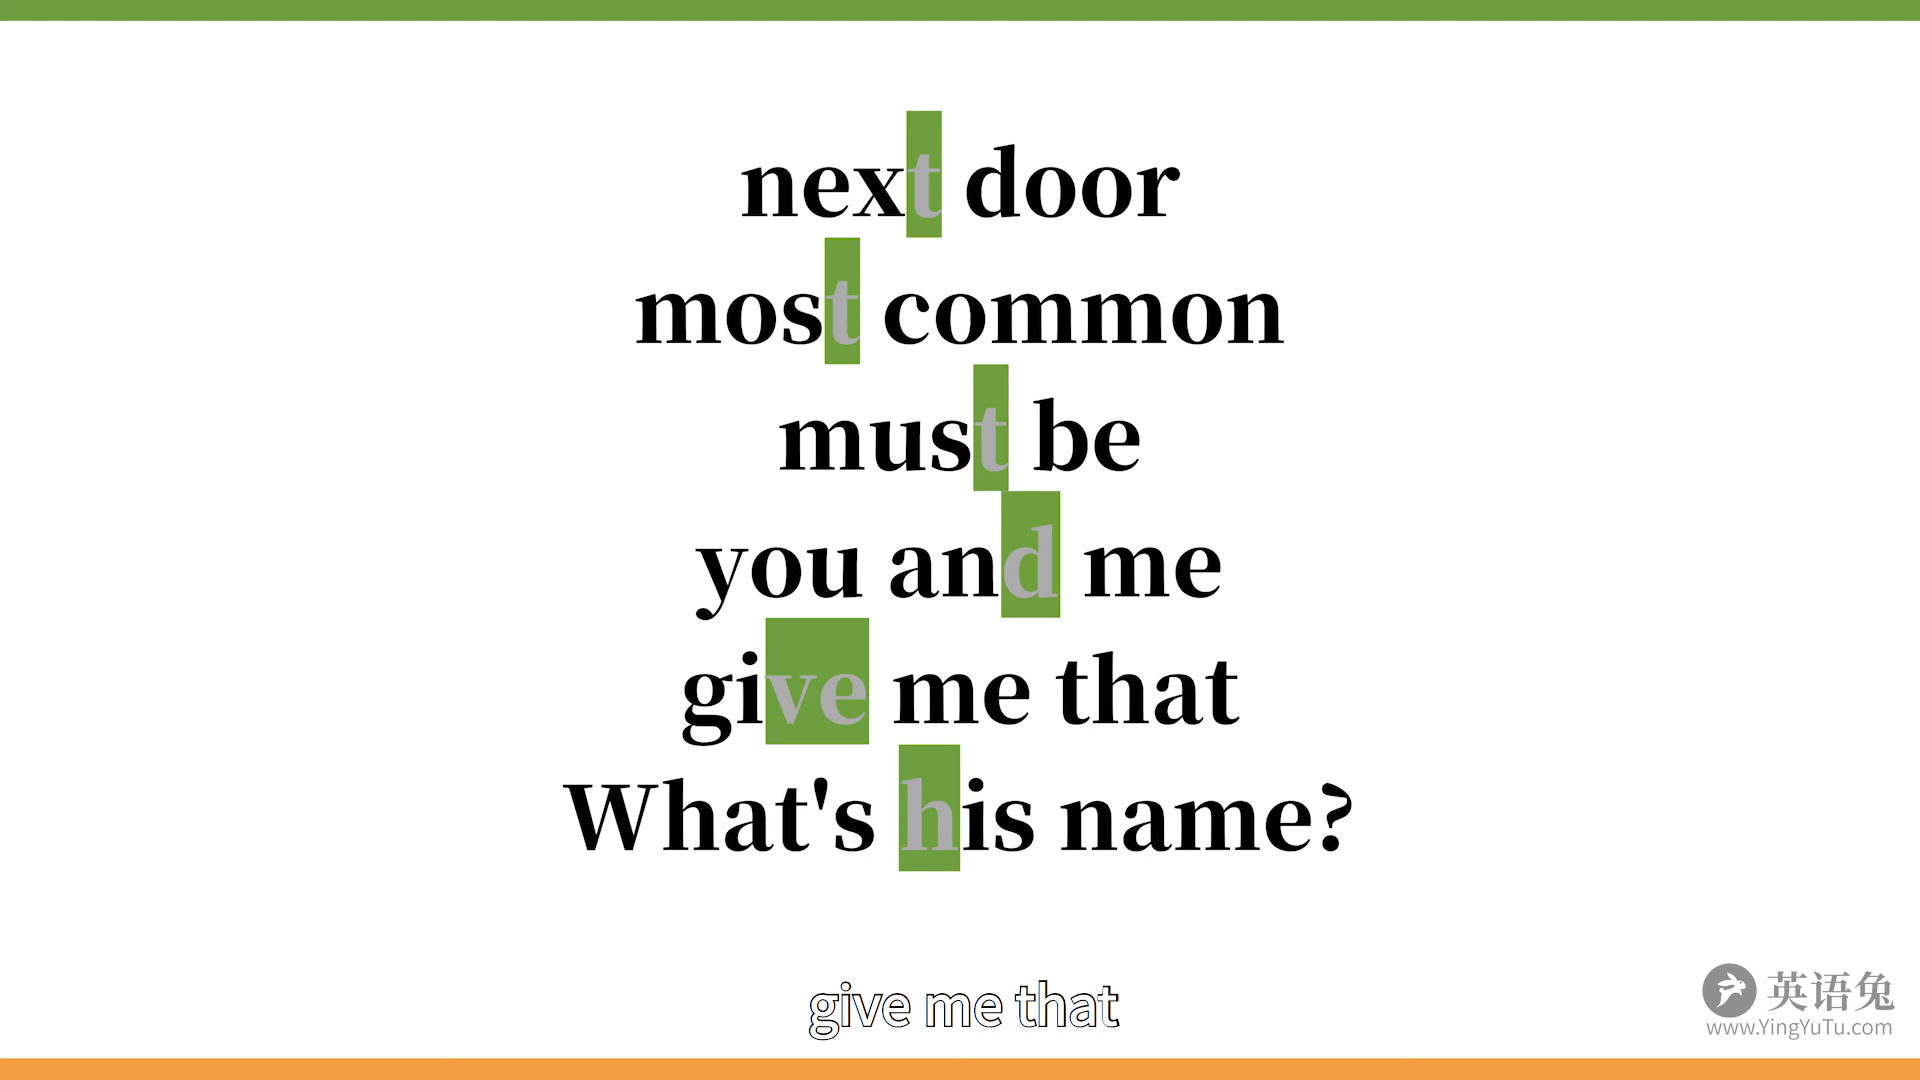 next door
most common
must be
you and me
give me that
What's his name?
give me that
英语兔
www.YingYuTu.com